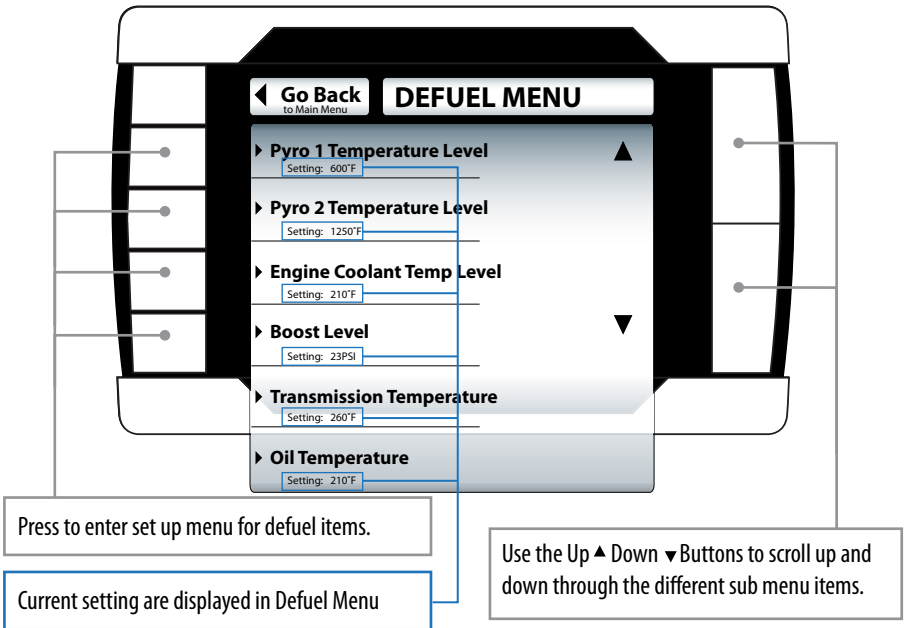 Go Back
to Main Menu
DEFUEL MENU
Pyro 1 Temperature Level
Setting: 600˚F
Pyro 2 Temperature Level
Setting: 1250˚F
Engine Coolant Temp Level
Setting: 210˚F
Boost Level
Setting: 23PSI
Transmission Temperature
Setting: 260˚F
Oil Temperature
Setting: 210˚F
Press to enter set up menu for defuel items.
Current setting are displayed in Defuel Menu
Use the Up ▲ Down ▼ Buttons to scroll up and
down through the different sub menu items.